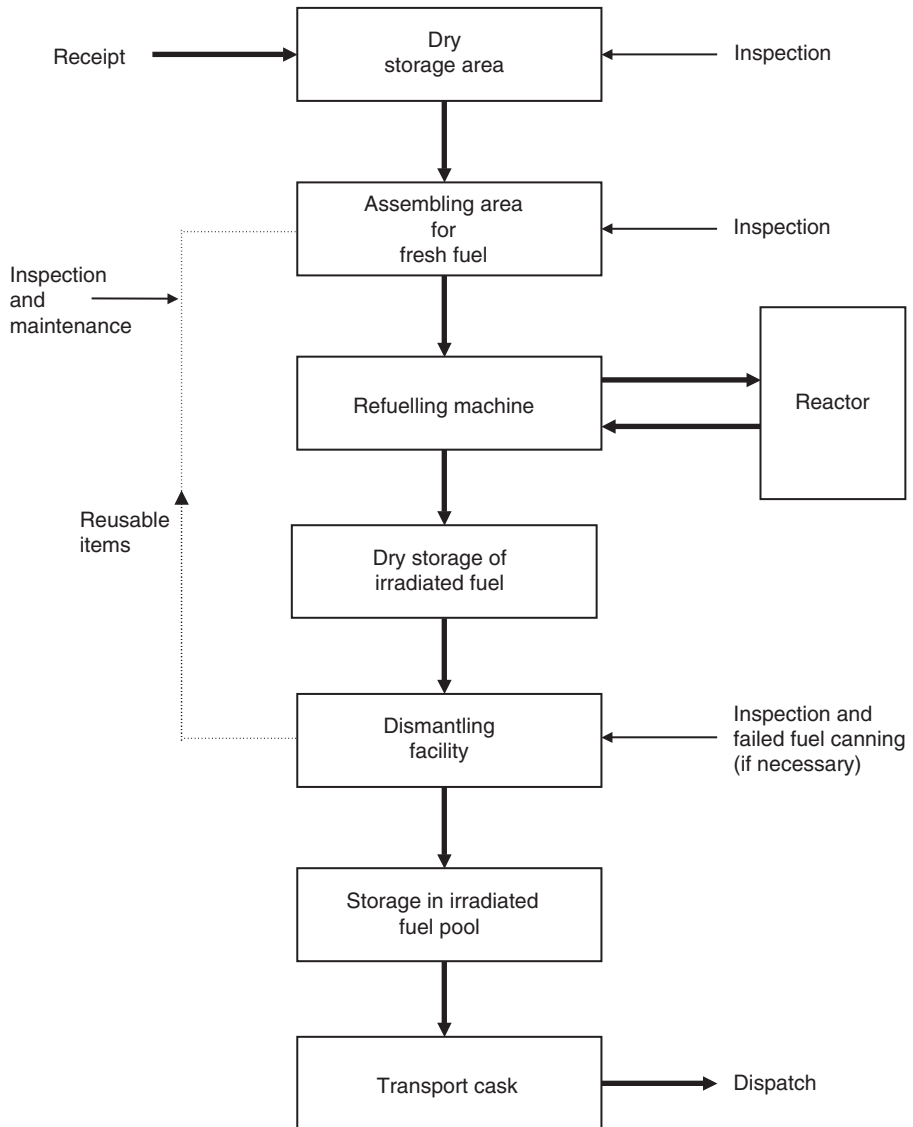 Receipt
Dry
storage area
Inspection
Assembling area
for
fresh fuel
Inspection
Inspection
and
maintenance
Refuelling machine
Reactor
Reusable
items
Dry storage of
irradiated fuel
Dismantling
facility
Inspection and
failed fuel canning
(if necessary)
Storage in irradiated
fuel pool
Transport cask
Dispatch